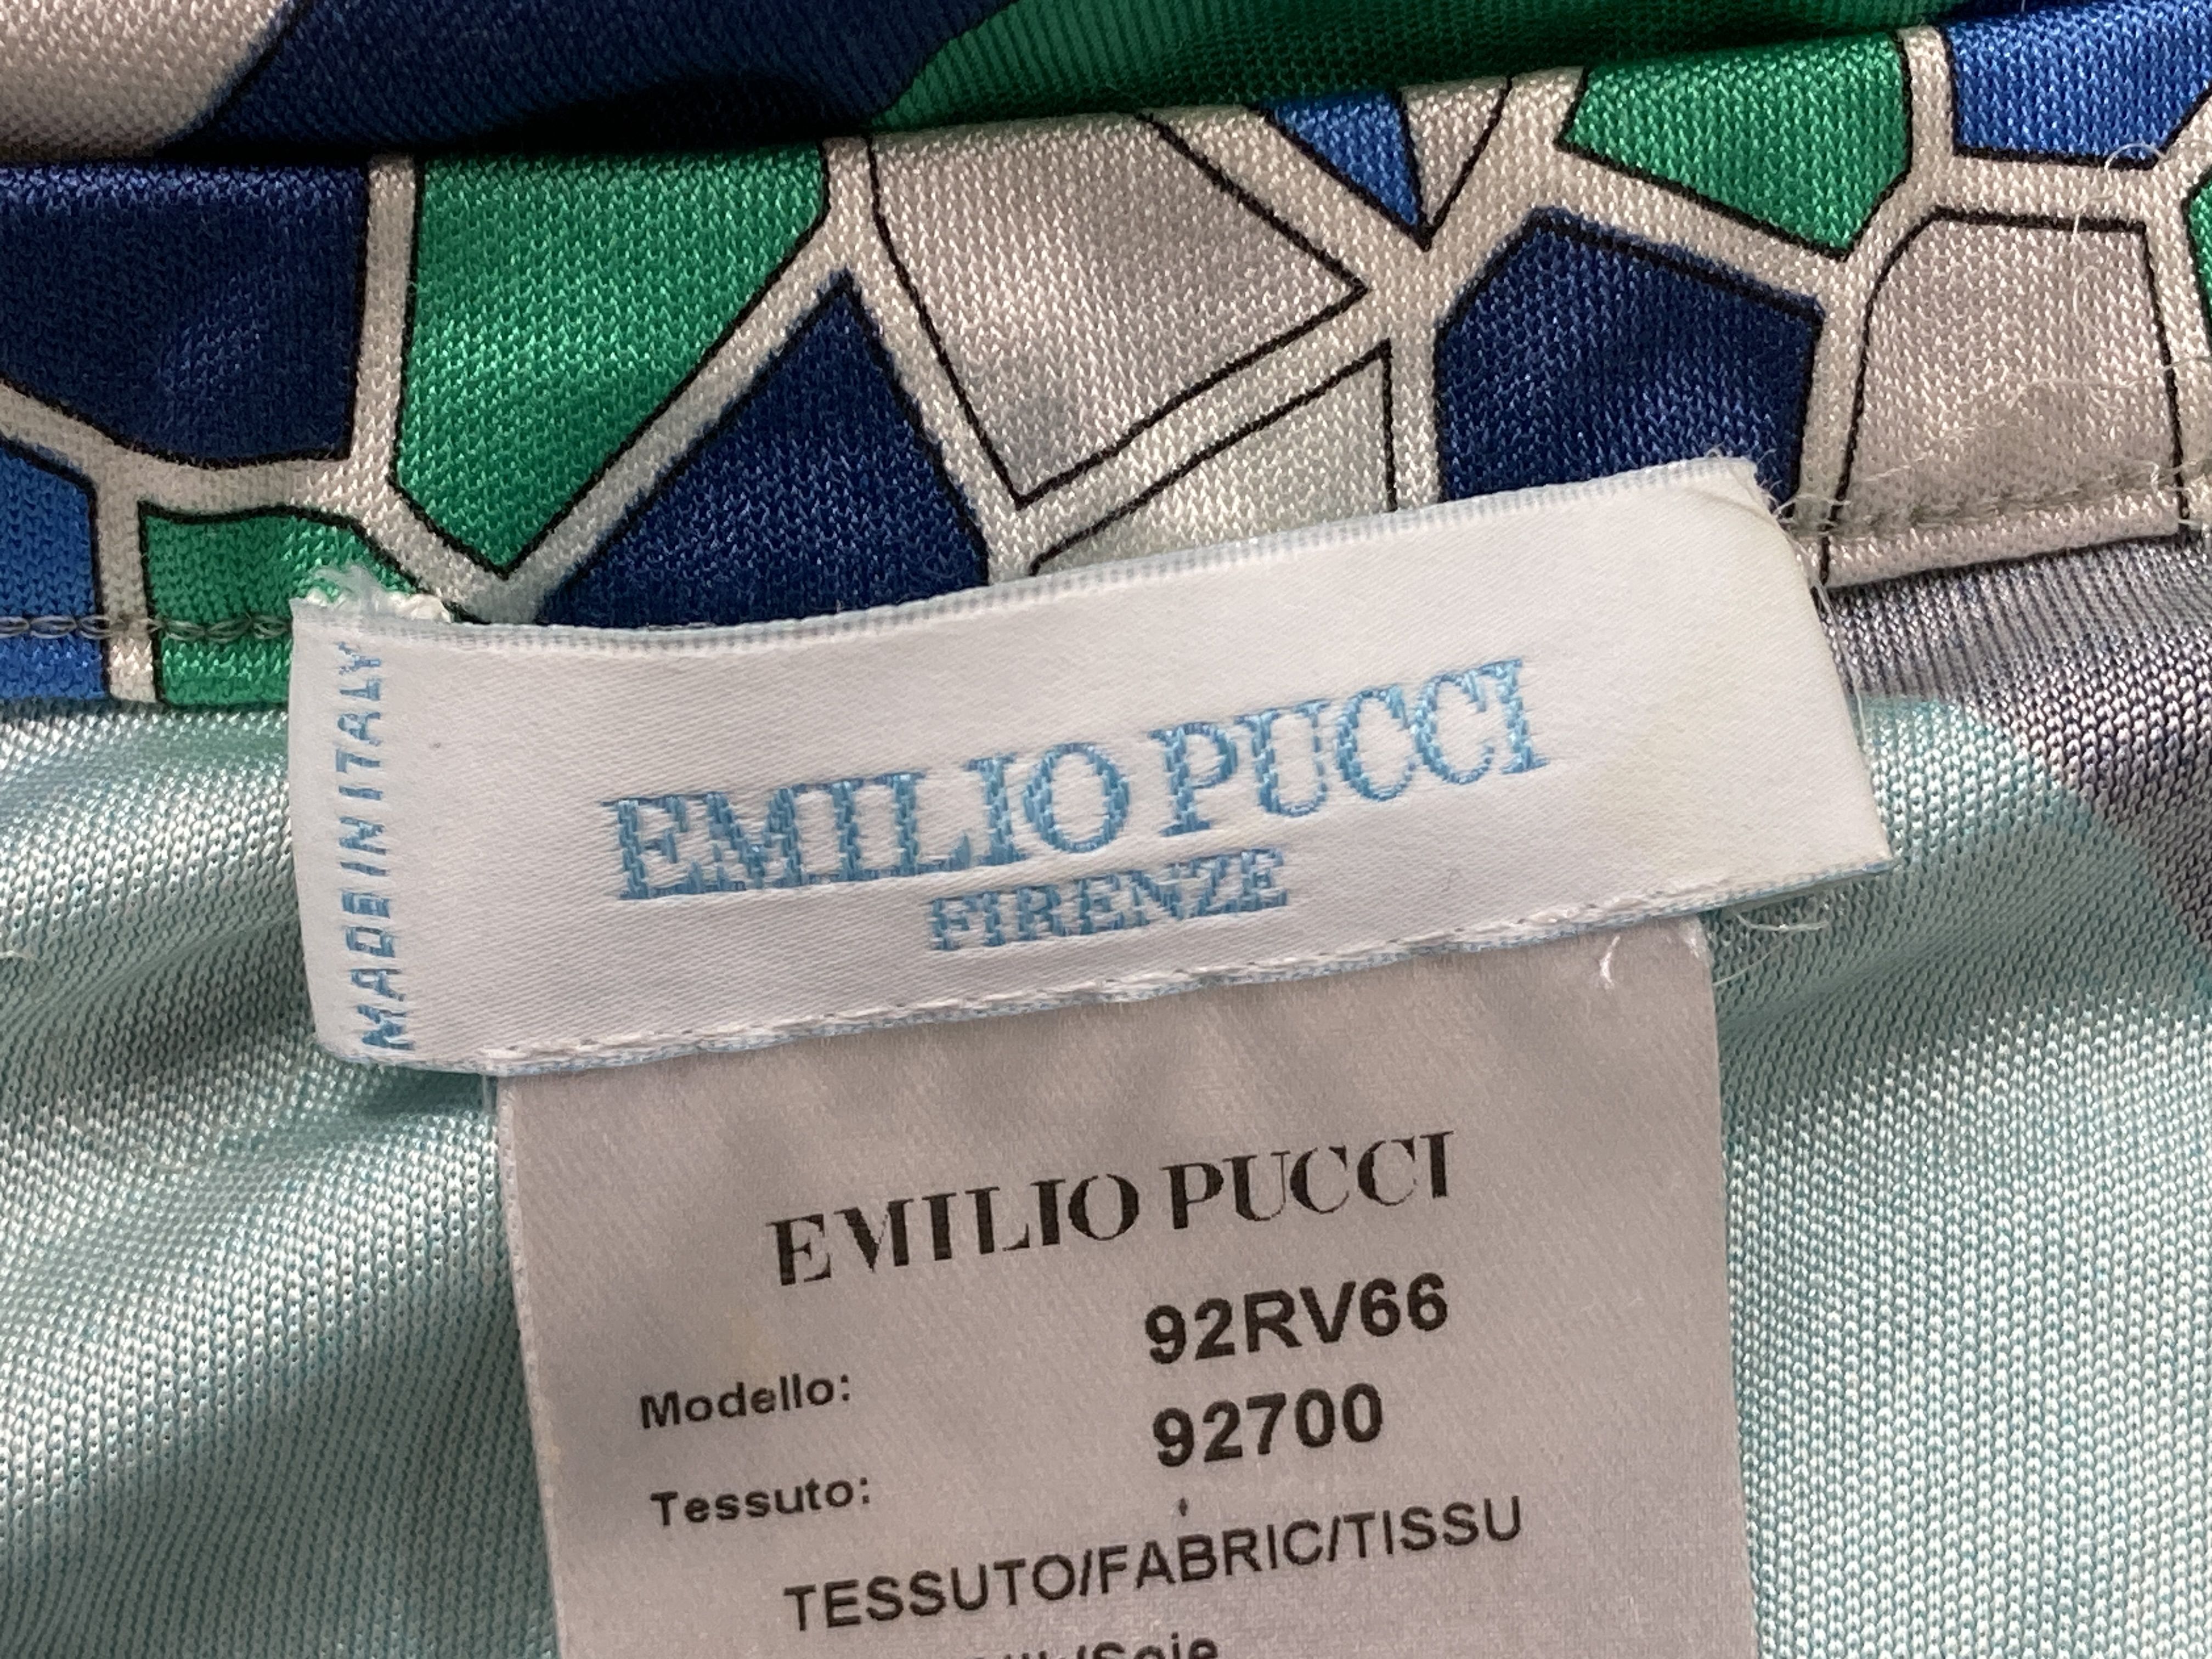 MADE IN ITALY
EMILIO PUCCI
FIRENZE
EMILIO PUCCI
Modello: 92RV66
Tessuto: 92700
TESSUTO/FABRIC/TISSU